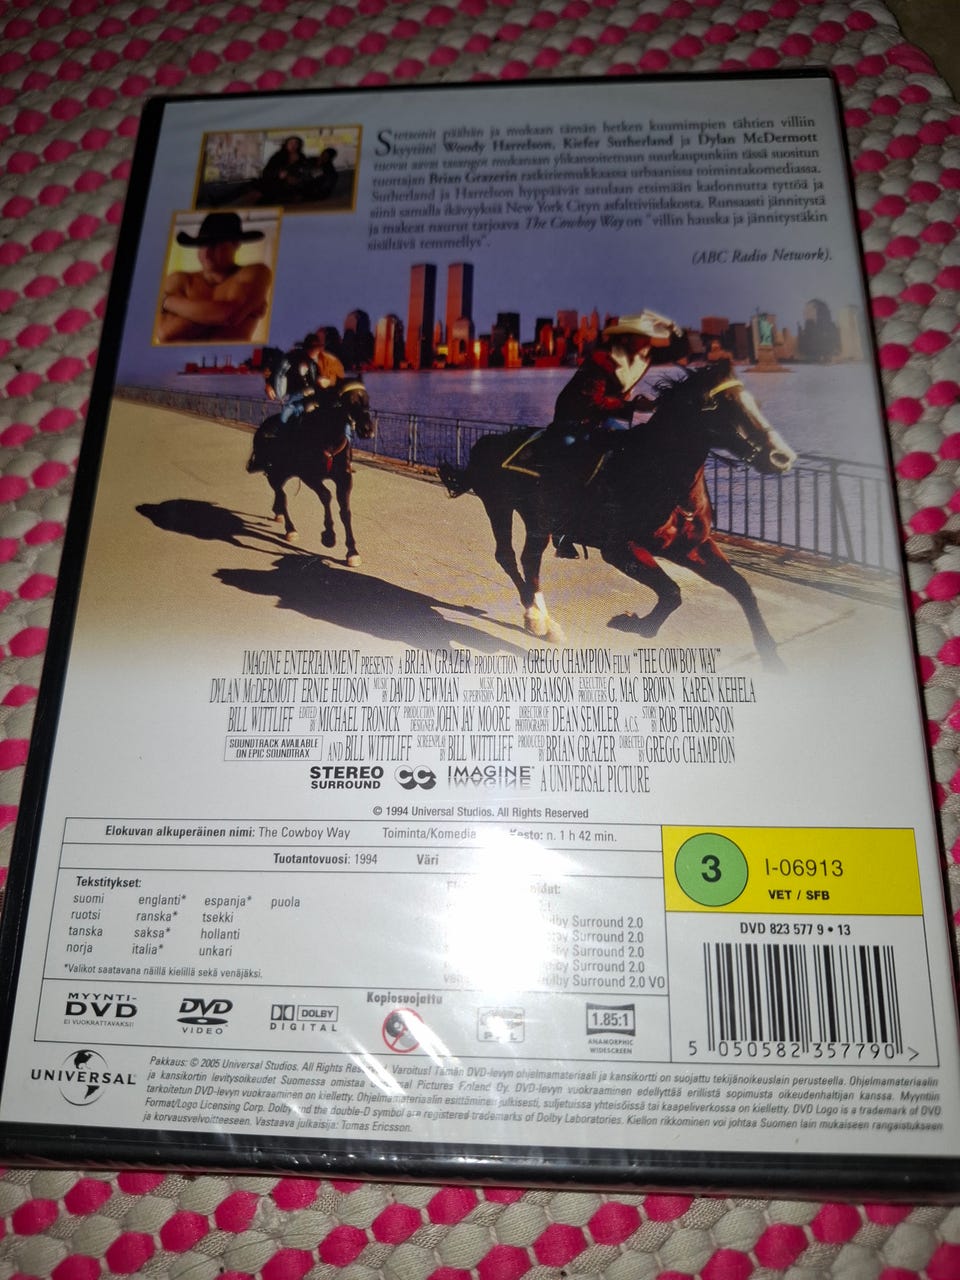 Stetsonit päähän ja mukaan tämän hetken kuumimpien tähtien villiin
kyytiin! Woody Harrelson, Kiefer Sutherland ja Dylan McDermott
tuovat aavat tasangot mukanaan ylikansoitettuun suurkaupunkiin tässä suositun
tuottajan Brian Grazerin ratkiriemukkaassa urbaanissa toimintakomediassa.
Sutherland ja Harrelson hyppäävät satulaan etsimään kadonnutta tyttöä ja
siinä samalla ikävyyksiä New York Cityn asfalttiviidakosta. Runsaasti jännitystä
ja makeat naurut tarjoava The Cowboy Way on "villin hauska ja jännitystäkin
sisältävä temmellys".
(ABC Radio Network).
IMAGINE ENTERTAINMENT PRESENTS A BRIAN GRAZER PRODUCTION A GREGG CHAMPION FILM "THE COWBOY WAY"
DYLAN McDERMOTT ERNIE HUDSON MUSIC BY DAVID NEWMAN MUSIC SUPERVISION DANNY BRAMSON EXECUTIVE PRODUCERS G. MAC BROWN KAREN KEHELA
BILL WITTLIFF EDITED BY MICHAEL TRONICK PRODUCTION DESIGNER JOHN JAY MOORE DIRECTOR OF PHOTOGRAPHY DEAN SEMLER A.C.S. STORY BY ROB THOMPSON
SOUNDTRACK AVAILABLE ON EPIC SOUNDTRAX AND BILL WITTLIFF SCREENPLAY BY BILL WITTLIFF PRODUCED BY BRIAN GRAZER DIRECTED BY GREGG CHAMPION
STEREO SURROUND CC IMAGINE A UNIVERSAL PICTURE
© 1994 Universal Studios. All Rights Reserved
Elokuvan alkuperäinen nimi: The Cowboy Way Toiminta/Komedia Kesto: n. 1 h 42 min.
Tuotantovuosi: 1994 Väri
Tekstitykset:
suomi englanti* espanja* puola
ruotsi ranska* tsekki
tanska saksa* hollanti
norja italia* unkari
*Valikot saatavana näillä kielillä sekä venäjäksi.
Surround 2.0
Surround 2.0
Surround 2.0
Surround 2.0
Surround 2.0 VO
3
I-06913
VET / SFB
DVD 823 577 9 • 13
5 050582 357790 >
MYYNTI-
DVD
EI VUOKRATTAVAKSI!
DVD
VIDEO
DOLBY
DIGITAL
Kopiosuojattu
PAL
1.85:1
ANAMORPHIC
WIDESCREEN
UNIVERSAL
Pakkaus: © 2005 Universal Studios. All Rights Varoitus! Tämän DVD-levyn ohjelmamateriaali ja kansikortti on suojattu tekijänoikeuslain perusteella. Ohjelmamateriaalin
ja kansikortin levitysoikeudet Suomessa omistaa Pictures Finland Oy. DVD-levyn vuokraaminen edellyttää erillistä sopimusta oikeudenhaltijan kanssa. Myyntiin
tarkoitetun DVD-levyn vuokraaminen on kielletty. Ohjelmamateriaalin esittäminen julkisesti, suljetuissa yhteisöissä tai kaapeliverkossa on kielletty. DVD Logo is a trademark of DVD
Format/Logo Licensing Corp. Dolby and the double-D symbol are registered trademarks of Dolby Laboratories. Kiellon rikkominen voi johtaa Suomen lain mukaiseen rangaistukseen
ja korvausvelvoitteeseen. Vastaava julkaisija: Tumas Ericsson.